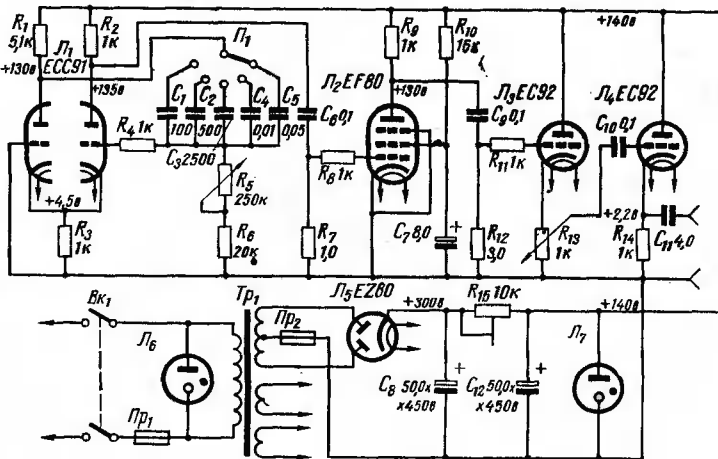 R₁
5,1к
R₂
1к
Л₁
ECC91
+130в
+135в
П₁
R₄ 1к
C₁
100
C₂
500
C₃ 2500
C₄
0,01
C₅
0,05
C₆ 0,1
R₅
250к
R₆
20к
R₇
1,0
+4,5в
R₃
1к
R₈ 1к
Л₂ EF80
R₉
1к
R₁₀
+130в
C₇ 8,0
+
C₉ 0,1
R₁₁ 1к
R₁₂
3,0
Л₃ EC92
R₁₃
1к
+140в
Л₄ EC92
C₁₀ 0,1
+2,2в
R₁₄
1к
C₁₁ 4,0
Вк₁
Л₆
Пр₁
Тр₁
Пр₂
Л₅ EZ80
+300в
R₁₅ 10к
C₈ 50,0х
х450в
+
C₁₂ 50,0х
х450в
+
Л₇
+140в